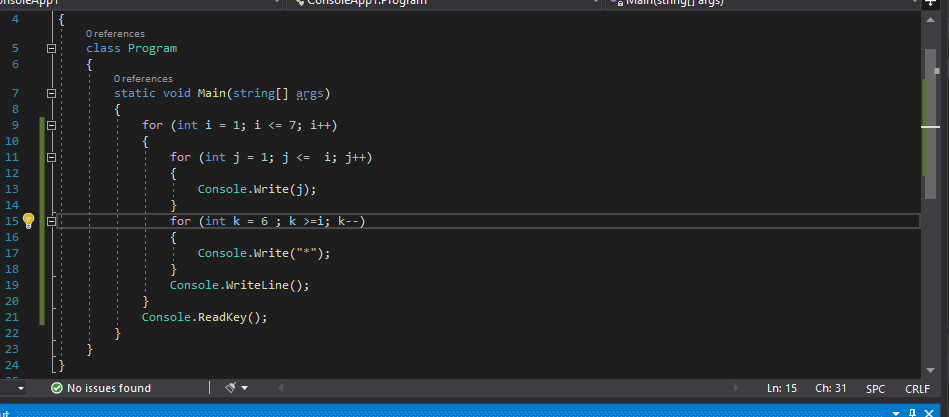 ConsoleApp1 ConsoleApp1.Program Main(string[] args)
4 {
0 references
5 class Program
6 {
0 references
7 static void Main(string[] args)
8 {
9 for (int i = 1; i <= 7; i++)
10 {
11 for (int j = 1; j <=  i; j++)
12 {
13 Console.Write(j);
14 }
15 for (int k = 6 ; k >=i; k--)
16 {
17 Console.Write("*");
18 }
19 Console.WriteLine();
20 }
21 Console.ReadKey();
22 }
23 }
24 }
No issues found Ln: 15 Ch: 31 SPC CRLF